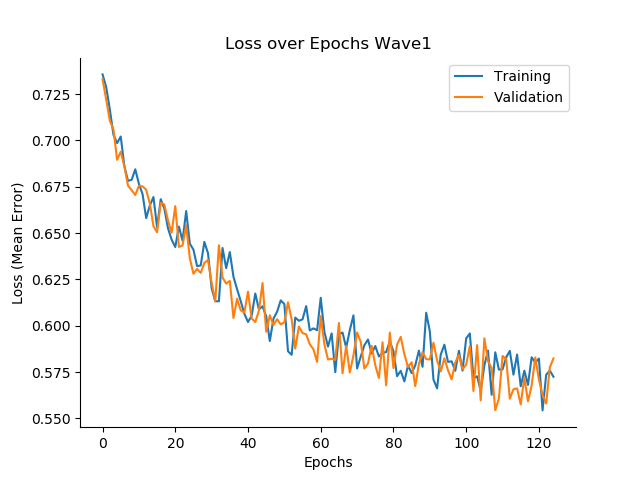 Loss over Epochs Wave1
Training
Validation
Loss (Mean Error)
0.725
0.700
0.675
0.650
0.625
0.600
0.575
0.550
0 20 40 60 80 100 120
Epochs